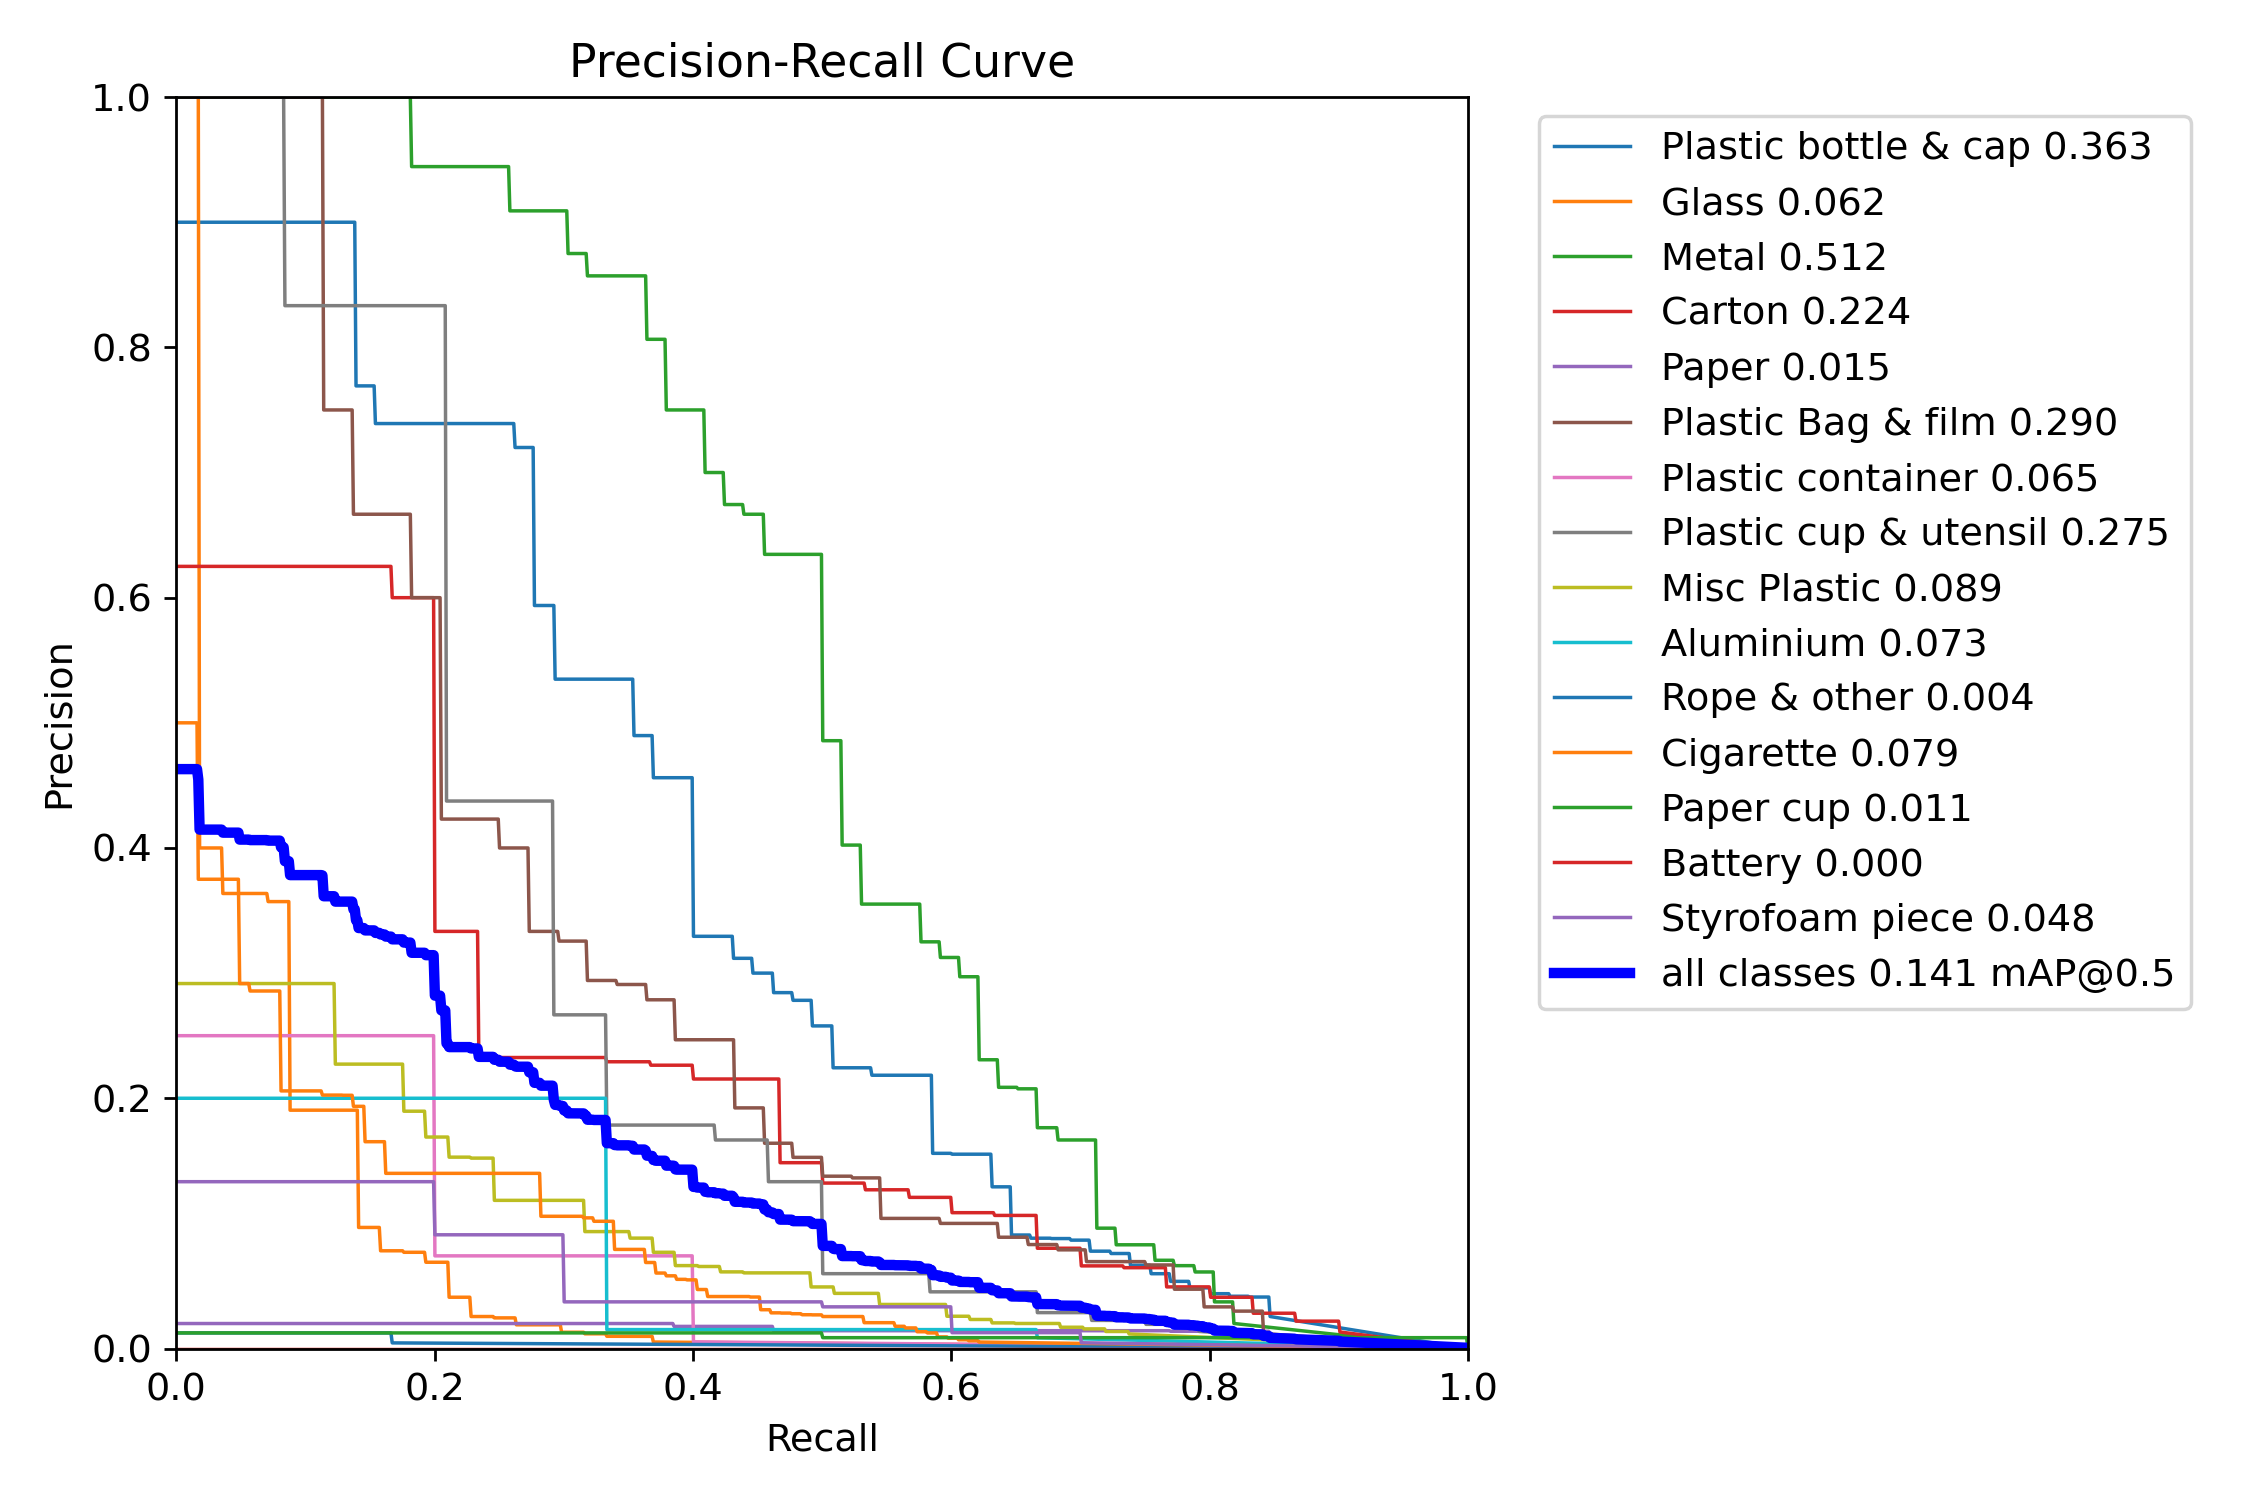 Precision-Recall Curve
1.0
0.8
0.6
0.4
0.2
0.0
Precision
0.0 0.2 0.4 0.6 0.8 1.0
Recall
Plastic bottle & cap 0.363
Glass 0.062
Metal 0.512
Carton 0.224
Paper 0.015
Plastic Bag & film 0.290
Plastic container 0.065
Plastic cup & utensil 0.275
Misc Plastic 0.089
Aluminium 0.073
Rope & other 0.004
Cigarette 0.079
Paper cup 0.011
Battery 0.000
Styrofoam piece 0.048
all classes 0.141 mAP@0.5